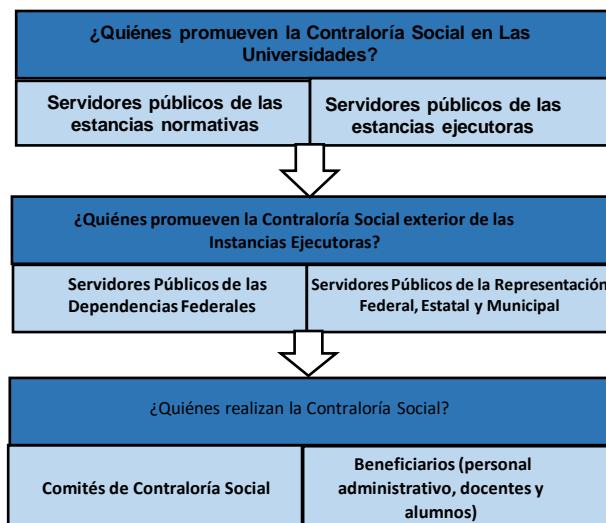 ¿Quiénes promueven la Contraloría Social en Las
Universidades?
Servidores públicos de las
estancias normativas
Servidores públicos de las
estancias ejecutoras
¿Quiénes promueven la Contraloría Social exterior de las
Instancias Ejecutoras?
Servidores Públicos de las
Dependencias Federales
Servidores Públicos de la Representación
Federal, Estatal y Municipal
¿Quiénes realizan la Contraloría Social?
Comités de Contraloría Social
Beneficiarios (personal
administrativo, docentes y
alumnos)